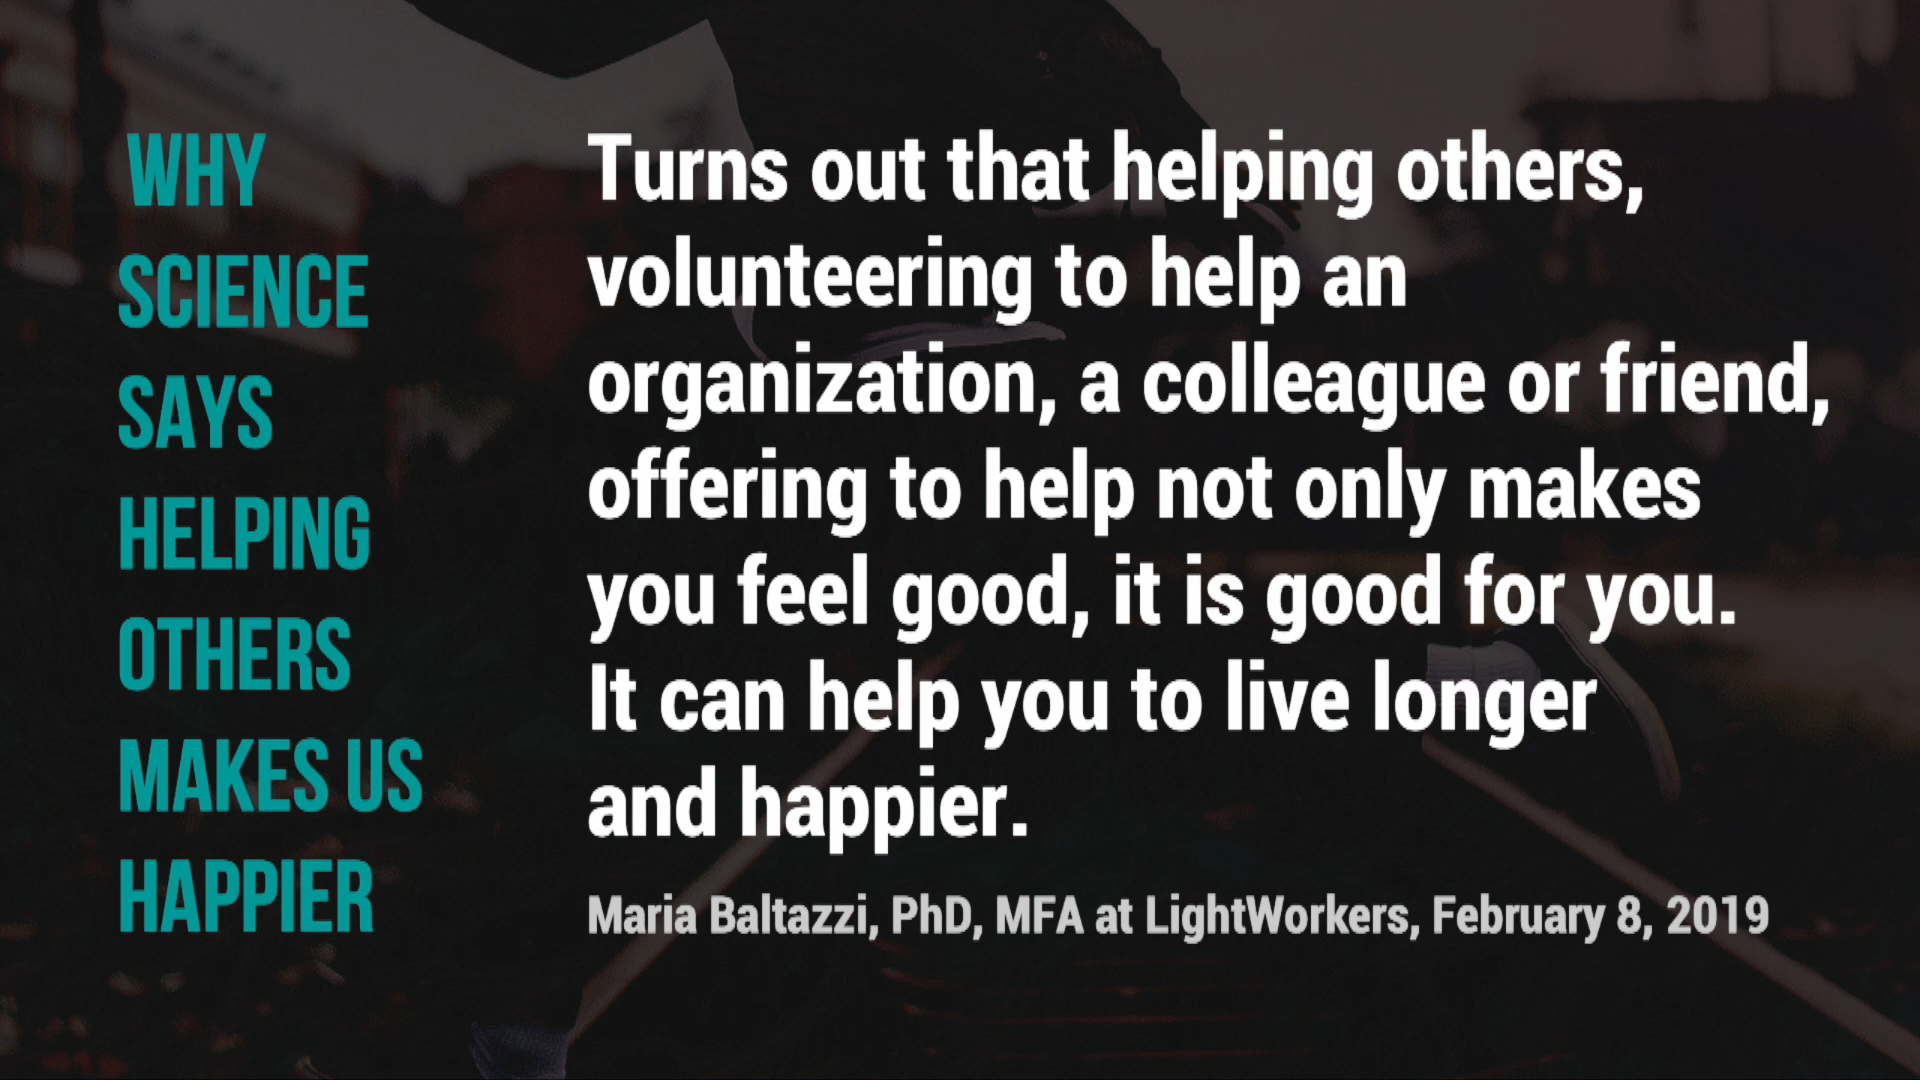 WHY
SCIENCE
SAYS
HELPING
OTHERS
MAKES US
HAPPIER
Turns out that helping others,
volunteering to help an
organization, a colleague or friend,
offering to help not only makes
you feel good, it is good for you.
It can help you to live longer
and happier.
Maria Baltazzi, PhD, MFA at LightWorkers, February 8, 2019